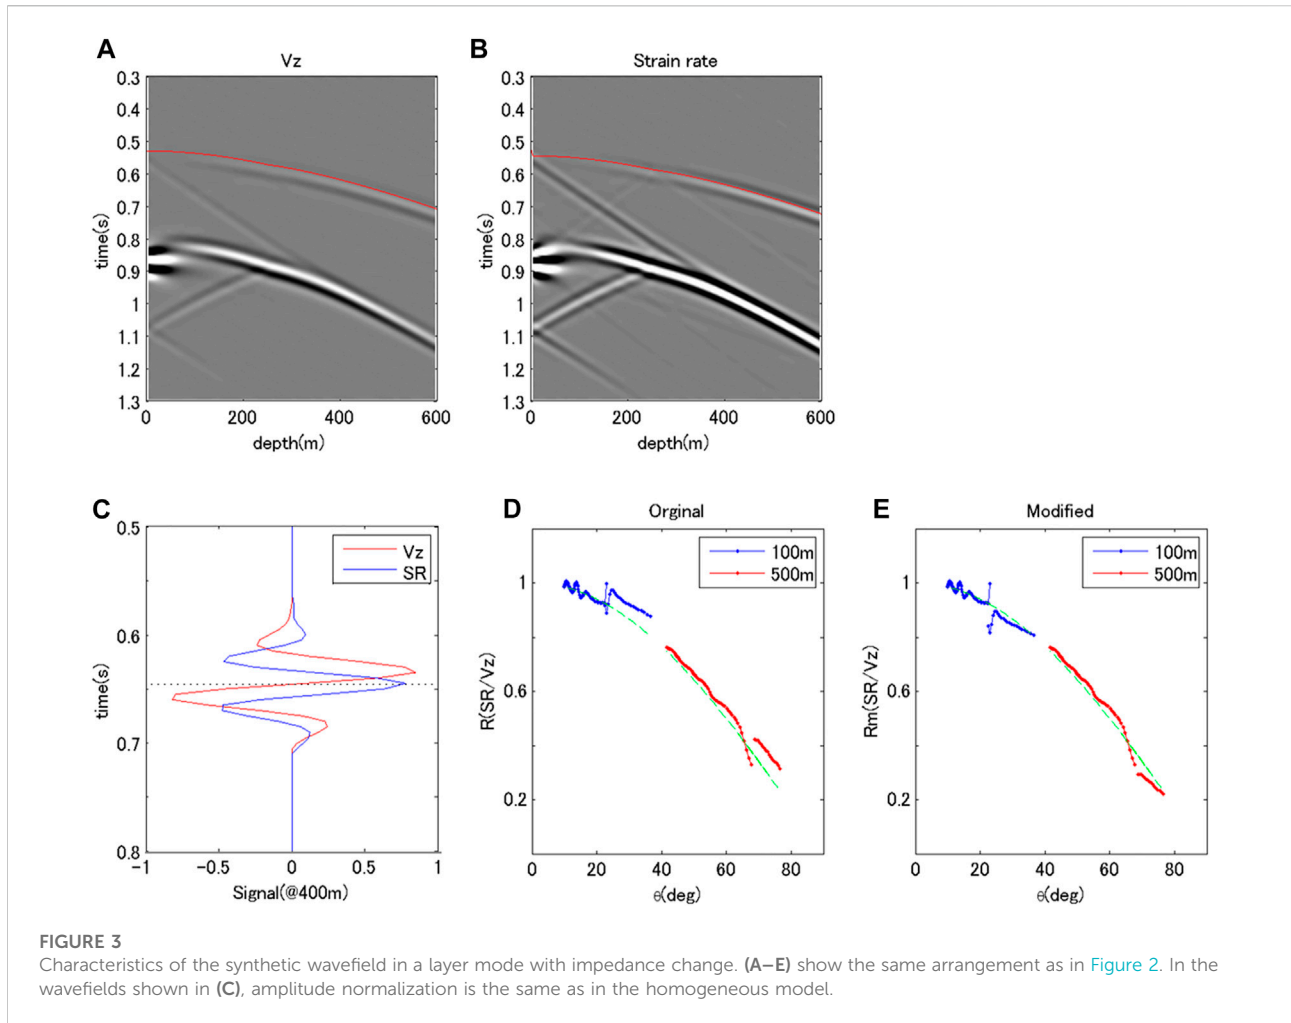 A
Vz
0.3
0.4
0.5
0.6
0.7
0.8
0.9
1
1.1
1.2
1.3
time(s)
0
200
400
600
depth(m)
B
Strain rate
0.3
0.4
0.5
0.6
0.7
0.8
0.9
1
1.1
1.2
1.3
time(s)
0
200
400
600
depth(m)
C
0.5
0.6
0.7
0.8
time(s)
Vz
SR
-1
-0.5
0
0.5
1
Signal(@400m)
D
Orginal
100m
500m
1
0.6
0.2
R(SR/Vz)
0
20
40
60
80
θ(deg)
E
Modified
100m
500m
1
0.6
0.2
Rm(SR/Vz)
0
20
40
60
80
θ(deg)
FIGURE 3
Characteristics of the synthetic wavefield in a layer mode with impedance change. (A–E) show the same arrangement as in Figure 2. In the
wavefields shown in (C), amplitude normalization is the same as in the homogeneous model.